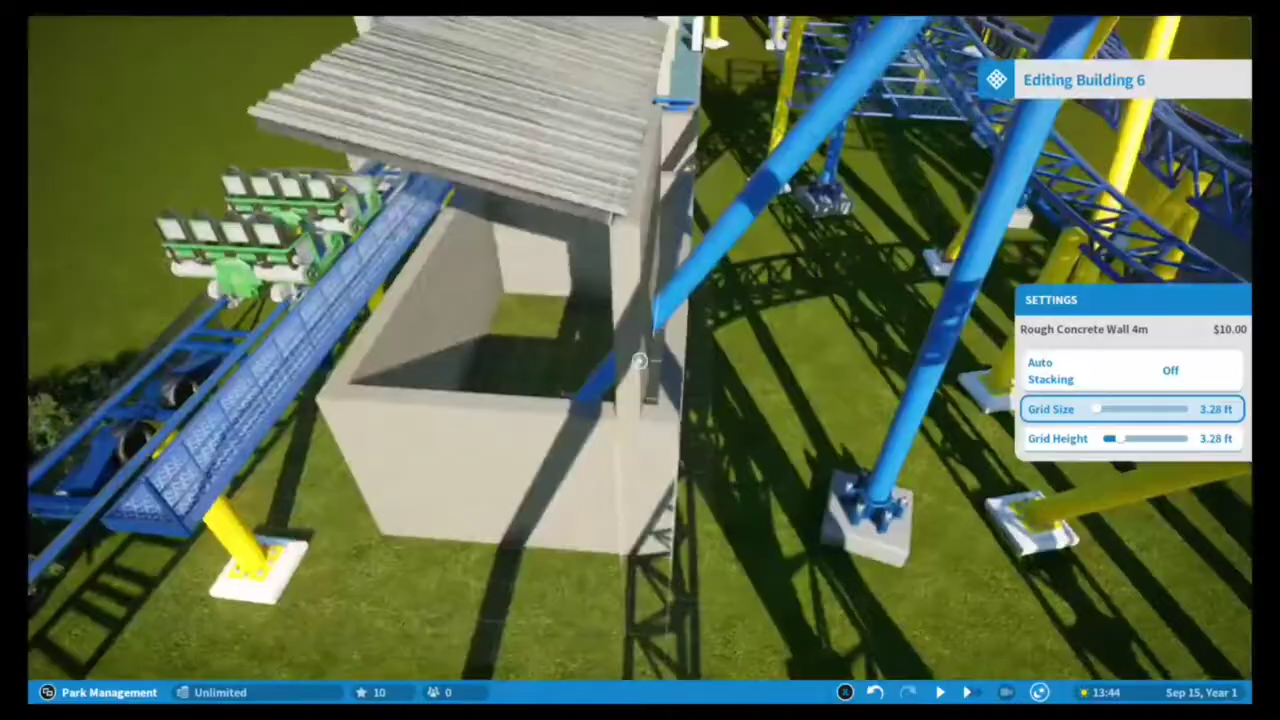 Editing Building 6
SETTINGS
Rough Concrete Wall 4m $10.00
Auto
Stacking Off
Grid Size 3.28 ft
Grid Height 3.28 ft
Park Management Unlimited 10 0 13:44 Sep 15, Year 1